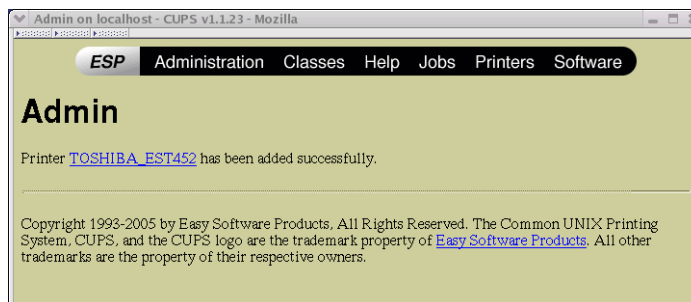 Admin on localhost - CUPS v1.1.23 - Mozilla
ESP Administration Classes Help Jobs Printers Software
Admin
Printer TOSHIBA_EST452 has been added successfully.
Copyright 1993-2005 by Easy Software Products, All Rights Reserved. The Common UNIX Printing
System, CUPS, and the CUPS logo are the trademark property of Easy Software Products. All other
trademarks are the property of their respective owners.